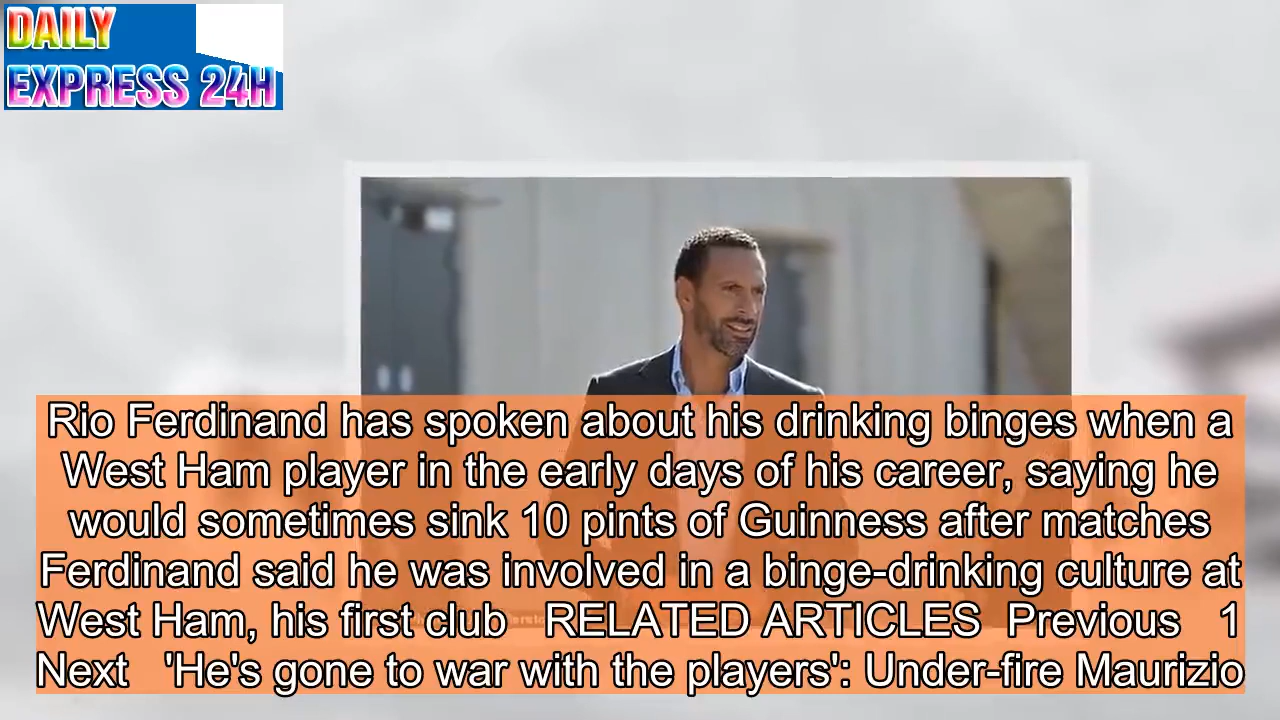 DAILY
EXPRESS 24H
Rio Ferdinand has spoken about his drinking binges when a
West Ham player in the early days of his career, saying he
would sometimes sink 10 pints of Guinness after matches
Ferdinand said he was involved in a binge-drinking culture at
West Ham, his first club RELATED ARTICLES Previous 1
Next 'He's gone to war with the players': Under-fire Maurizio